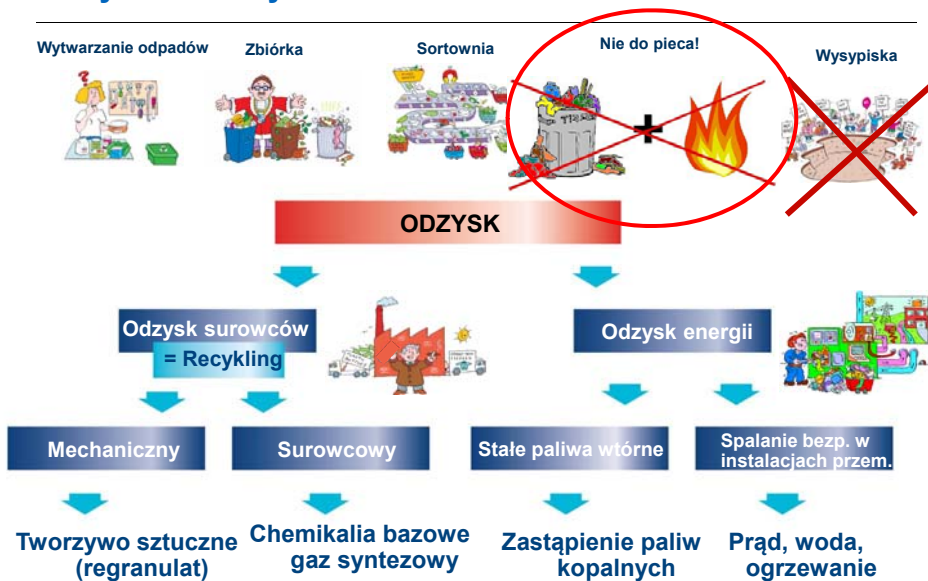 Wytwarzanie odpadów
Zbiórka
Sortownia
Nie do pieca!
Wysypiska
ODZYSK
Odzysk surowców
= Recykling
Odzysk energii
Mechaniczny
Surowcowy
Stałe paliwa wtórne
Spalanie bezp. w
instalacjach przem.
Tworzywo sztuczne
(regranulat)
Chemikalia bazowe
gaz syntezowy
Zastąpienie paliw
kopalnych
Prąd, woda,
ogrzewanie